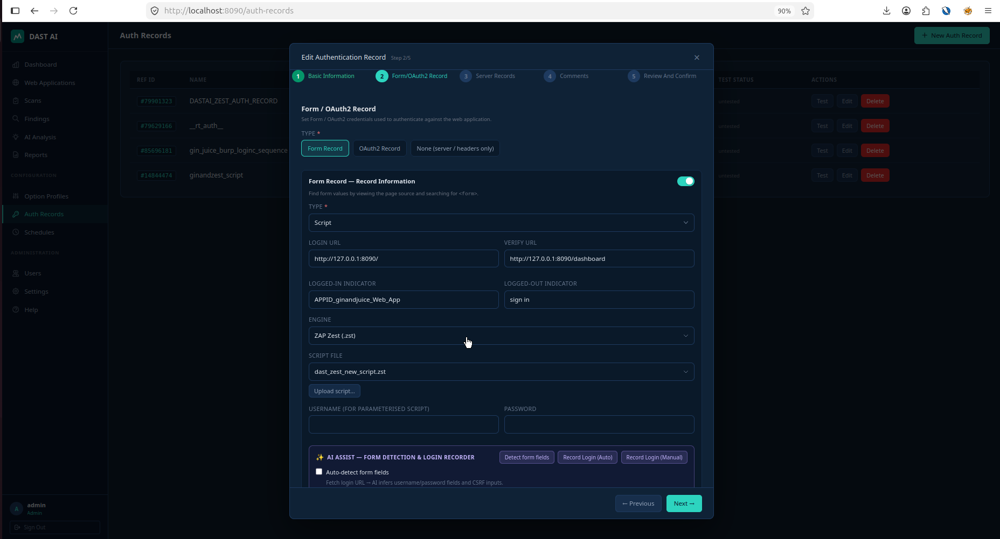 http://localhost:8090/auth-records
90%
DAST AI
Dashboard
Web Applications
Scans
Findings
AI Analysis
Reports
CONFIGURATION
Option Profiles
Auth Records
Schedules
ADMINISTRATION
Users
Settings
Help
A
admin
Admin
Sign Out
Auth Records
+ New Auth Record
REF ID NAME TEST STATUS ACTIONS
#79901323 DASTAI_ZEST_AUTH_RECORD untested Test Edit Delete
#79629166 __rt_auth__ untested Test Edit Delete
#85696181 gin_juice_burp_loginc_sequence untested Test Edit Delete
#14844474 ginandzest_script untested Test Edit Delete
Edit Authentication Record Step 2/5 ×
1 Basic Information 2 Form/OAuth2 Record 3 Server Records 4 Comments 5 Review And Confirm
Form / OAuth2 Record
Set Form / OAuth2 credentials used to authenticate against the web application.
TYPE *
Form Record OAuth2 Record None (server / headers only)
Form Record — Record Information
Find form values by viewing the page source and searching for <form>.
TYPE *
Script
LOGIN URL VERIFY URL
http://127.0.0.1:8090/ http://127.0.0.1:8090/dashboard
LOGGED-IN INDICATOR LOGGED-OUT INDICATOR
APPID_ginandjuice_Web_App sign in
ENGINE
ZAP Zest (.zst)
SCRIPT FILE
dast_zest_new_script.zst
Upload script...
USERNAME (FOR PARAMETERISED SCRIPT) PASSWORD
✨ AI ASSIST — FORM DETECTION & LOGIN RECORDER Detect form fields Record Login (Auto) Record Login (Manual)
Auto-detect form fields
Fetch login URL → AI infers username/password fields and CSRF inputs.
← Previous Next →